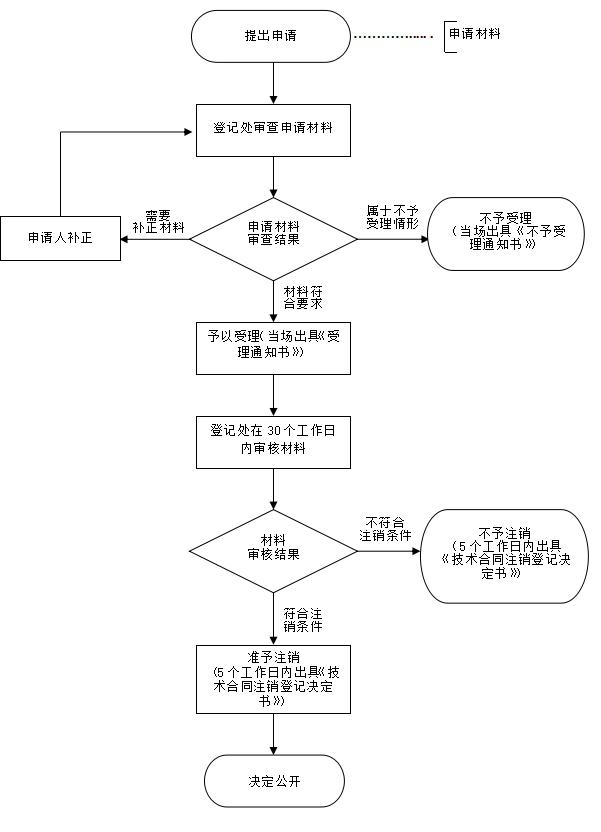 提出申请
申请材料
登记处审查申请材料
需要
补正材料
申请人补正
申请材料
审查结果
属于不予
受理情形
不予受理
（当场出具《不予受
理通知书》）
材料符
合要求
予以受理(当场出具《受
理通知书》)
登记处在 30个工作日
内审核材料
材料
审核结果
不符合
注销条件
不予注销
（5 个工作日内出具
《技术合同注销登记决
定书》）
符合注
销条件
准予注销
(5 个工作日内出具《技
术合同注销登记决定
书》)
决定公开